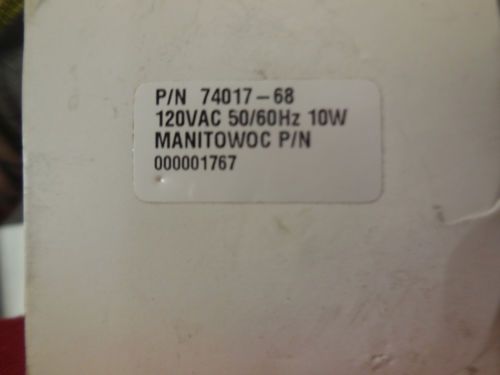 P/N 74017-68
120VAC 50/60Hz 10W
MANITOWOC P/N
000001767